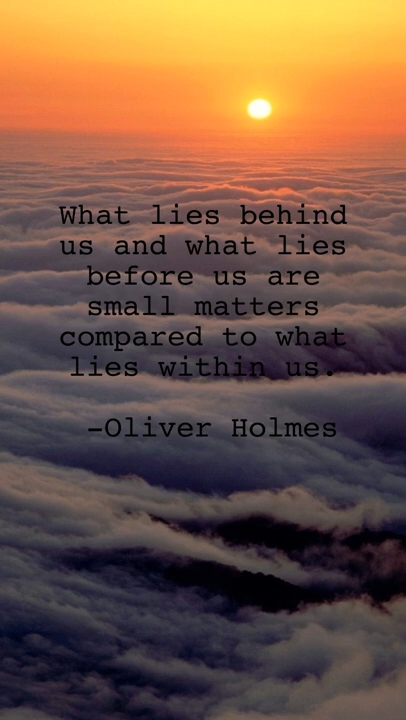 What lies behind
us and what lies
before us are
small matters
compared to what
lies within us.
-Oliver Holmes